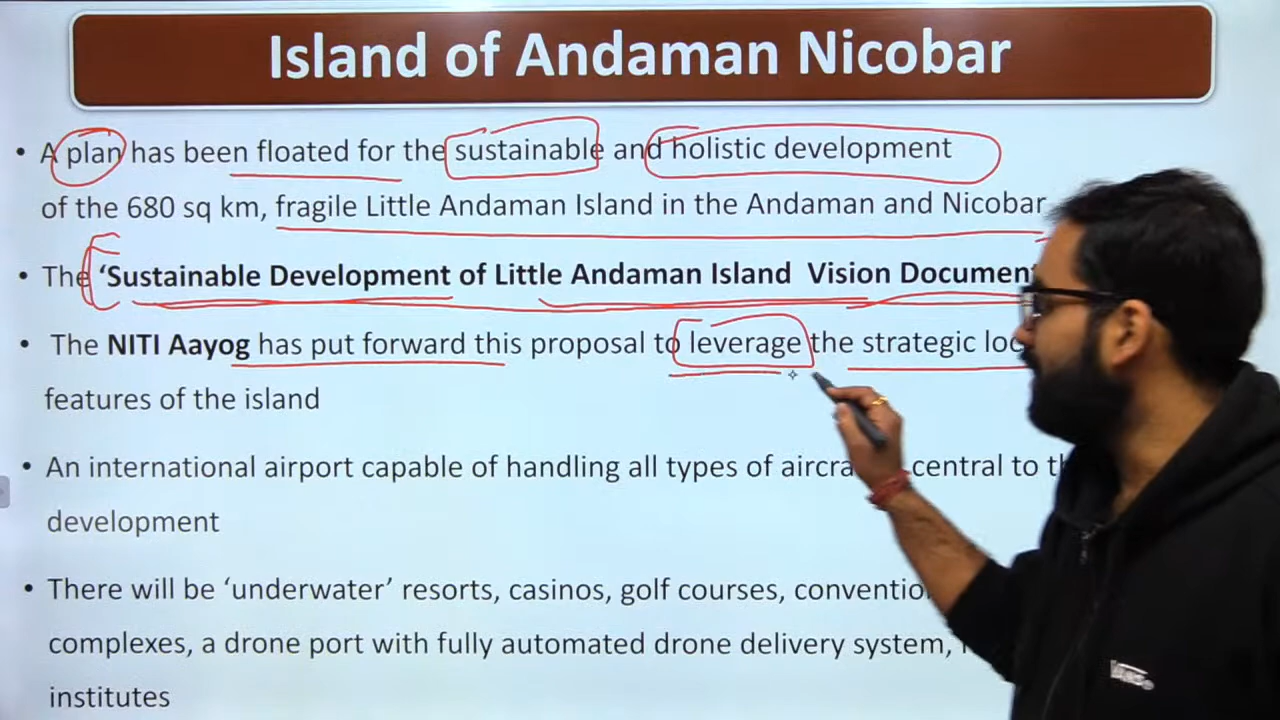 Island of Andaman Nicobar
• A plan has been floated for the sustainable and holistic development
of the 680 sq km, fragile Little Andaman Island in the Andaman and Nicobar
• The ‘Sustainable Development of Little Andaman Island Vision Document
• The NITI Aayog has put forward this proposal to leverage the strategic
features of the island
• An international airport capable of handling all types of central to
development
• There will be ‘underwater’ resorts, casinos, golf courses,
complexes, a drone port with fully automated drone delivery system,
institutes